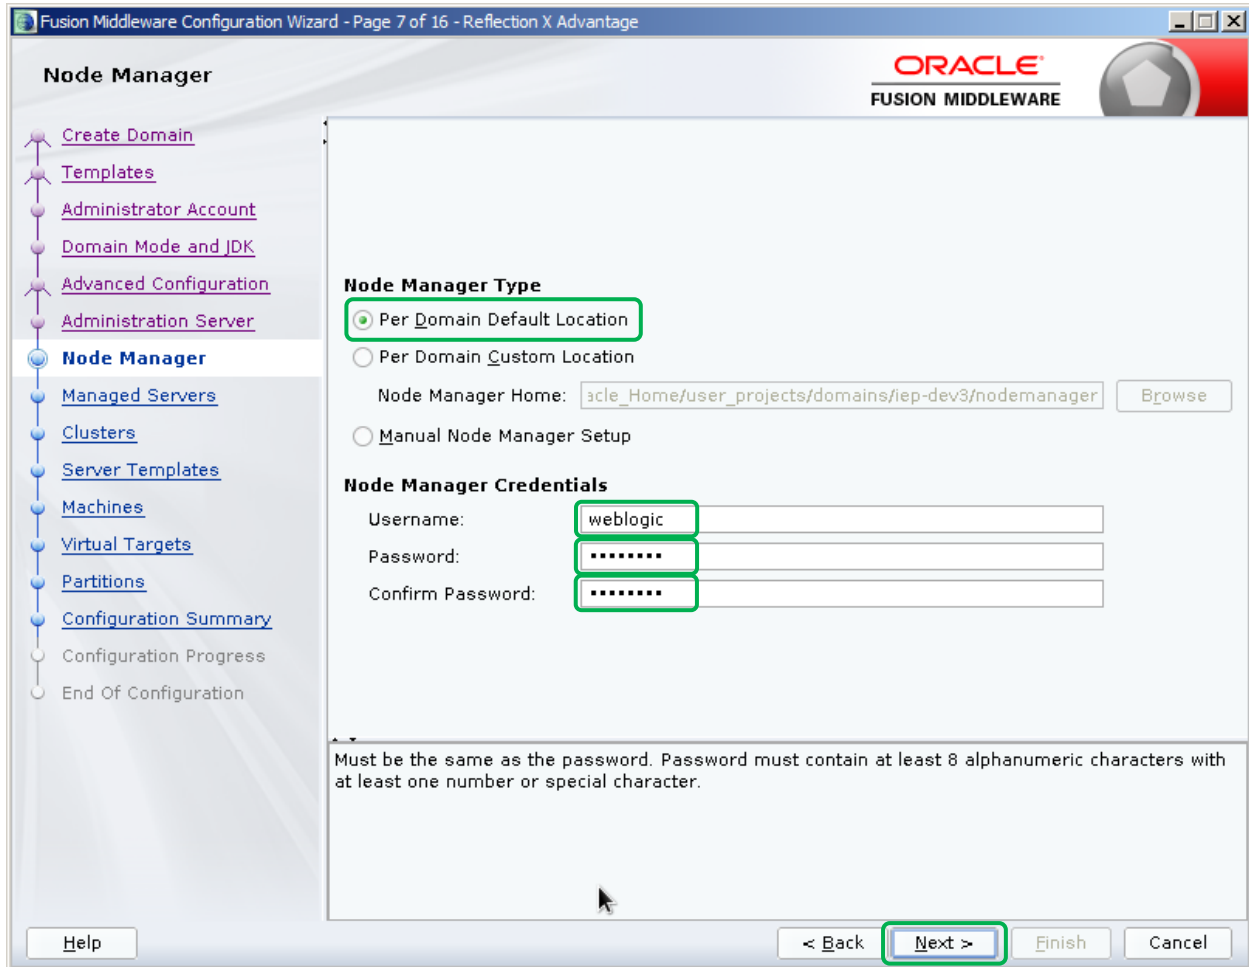 Fusion Middleware Configuration Wizard - Page 7 of 16 - Reflection X Advantage
Node Manager
ORACLE
FUSION MIDDLEWARE
Create Domain
Templates
Administrator Account
Domain Mode and JDK
Advanced Configuration
Administration Server
Node Manager
Managed Servers
Clusters
Server Templates
Machines
Virtual Targets
Partitions
Configuration Summary
Configuration Progress
End Of Configuration
Node Manager Type
Per Domain Default Location
Per Domain Custom Location
Node Manager Home: acle_Home/user_projects/domains/iep-dev3/nodemanager Browse
Manual Node Manager Setup
Node Manager Credentials
Username: weblogic
Password: ••••••••
Confirm Password: ••••••••
Must be the same as the password. Password must contain at least 8 alphanumeric characters with
at least one number or special character.
Help < Back Next > Finish Cancel